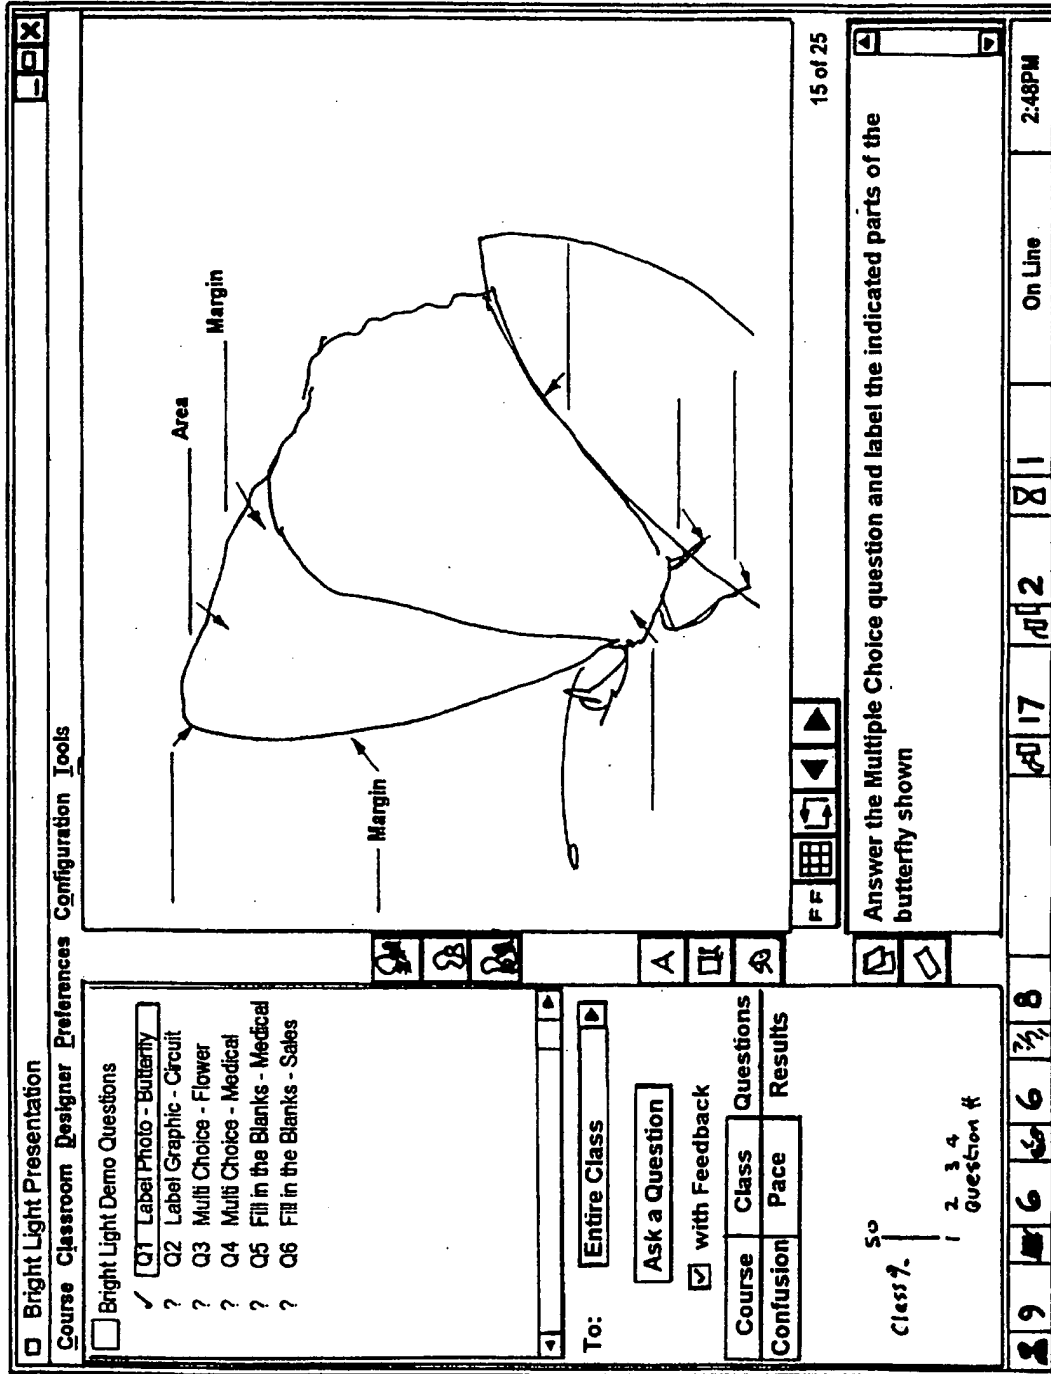 Bright Light Presentation
Course Classroom Designer Preferences Configuration Tools
Bright Light Demo Questions
✓ Q1 Label Photo - Butterfly
? Q2 Label Graphic - Circuit
? Q3 Multi Choice - Flower
? Q4 Multi Choice - Medical
? Q5 Fill in the Blanks - Medical
? Q6 Fill in the Blanks - Sales
To: Entire Class
Ask a Question
with Feedback
Course Class Questions
Confusion Pace Results
Class %
50
1
1 2 3 4
Question #
A
Area
Margin
Margin
FF
15 of 25
Answer the Multiple Choice question and label the indicated parts of the
butterfly shown
9 6 6 8 17 2 1 On Line 2:48PM